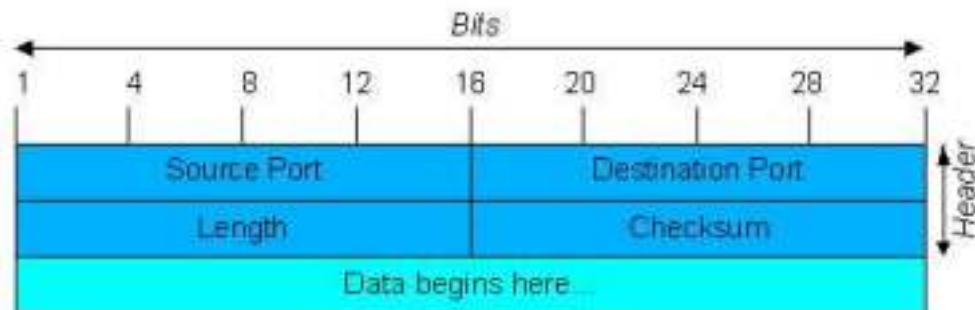 Bits
1 4 8 12 16 20 24 28 32
Source Port Destination Port
Header
Length Checksum
Data begins here...